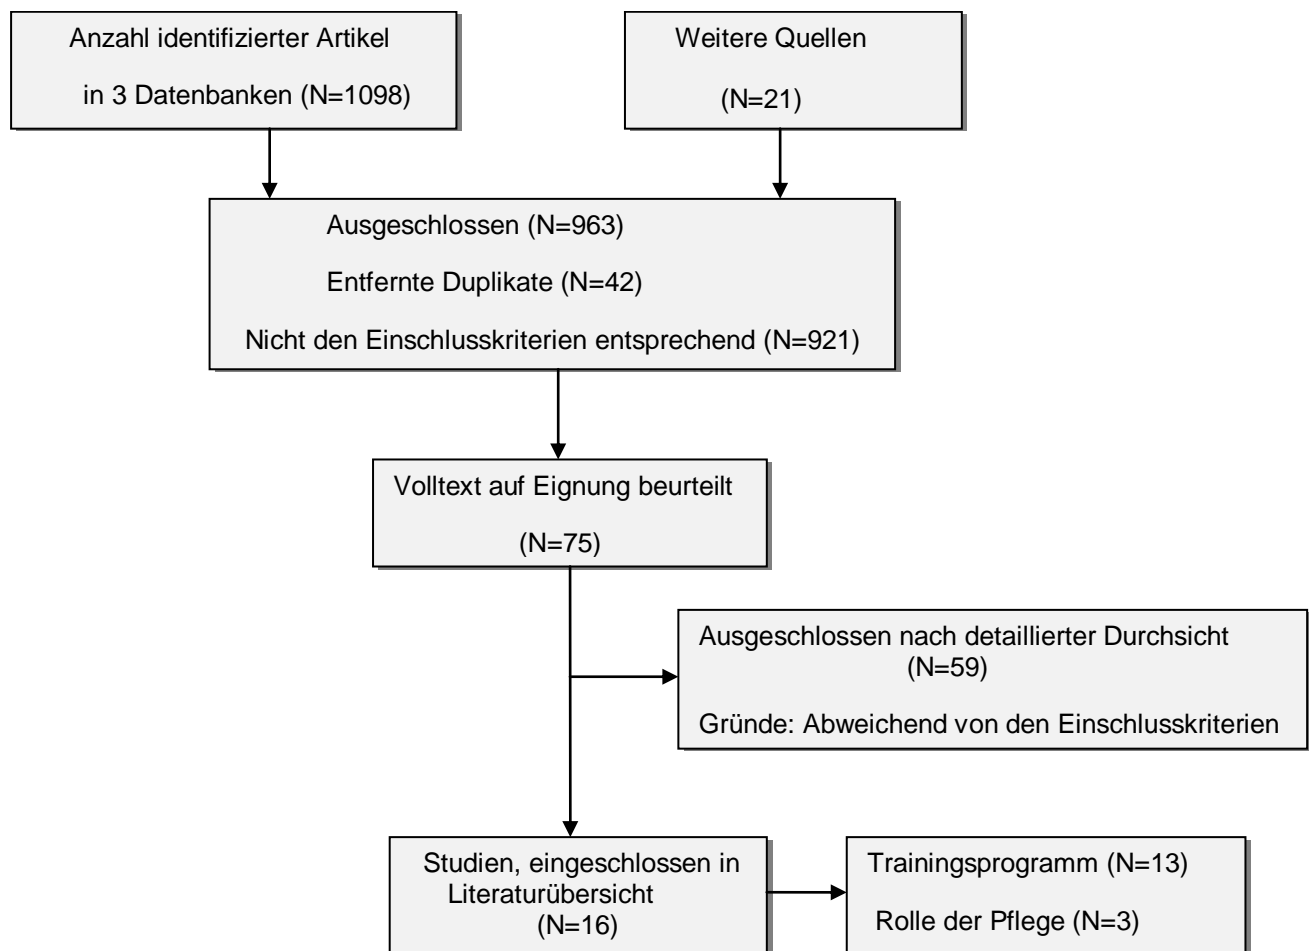 Anzahl identifizierter Artikel
in 3 Datenbanken (N=1098)
Weitere Quellen
(N=21)
Ausgeschlossen (N=963)
Entfernte Duplikate (N=42)
Nicht den Einschlusskriterien entsprechend (N=921)
Volltext auf Eignung beurteilt
(N=75)
Ausgeschlossen nach detaillierter Durchsicht
(N=59)
Gründe: Abweichend von den Einschlusskriterien
Studien, eingeschlossen in
Literaturübersicht
(N=16)
Trainingsprogramm (N=13)
Rolle der Pflege (N=3)